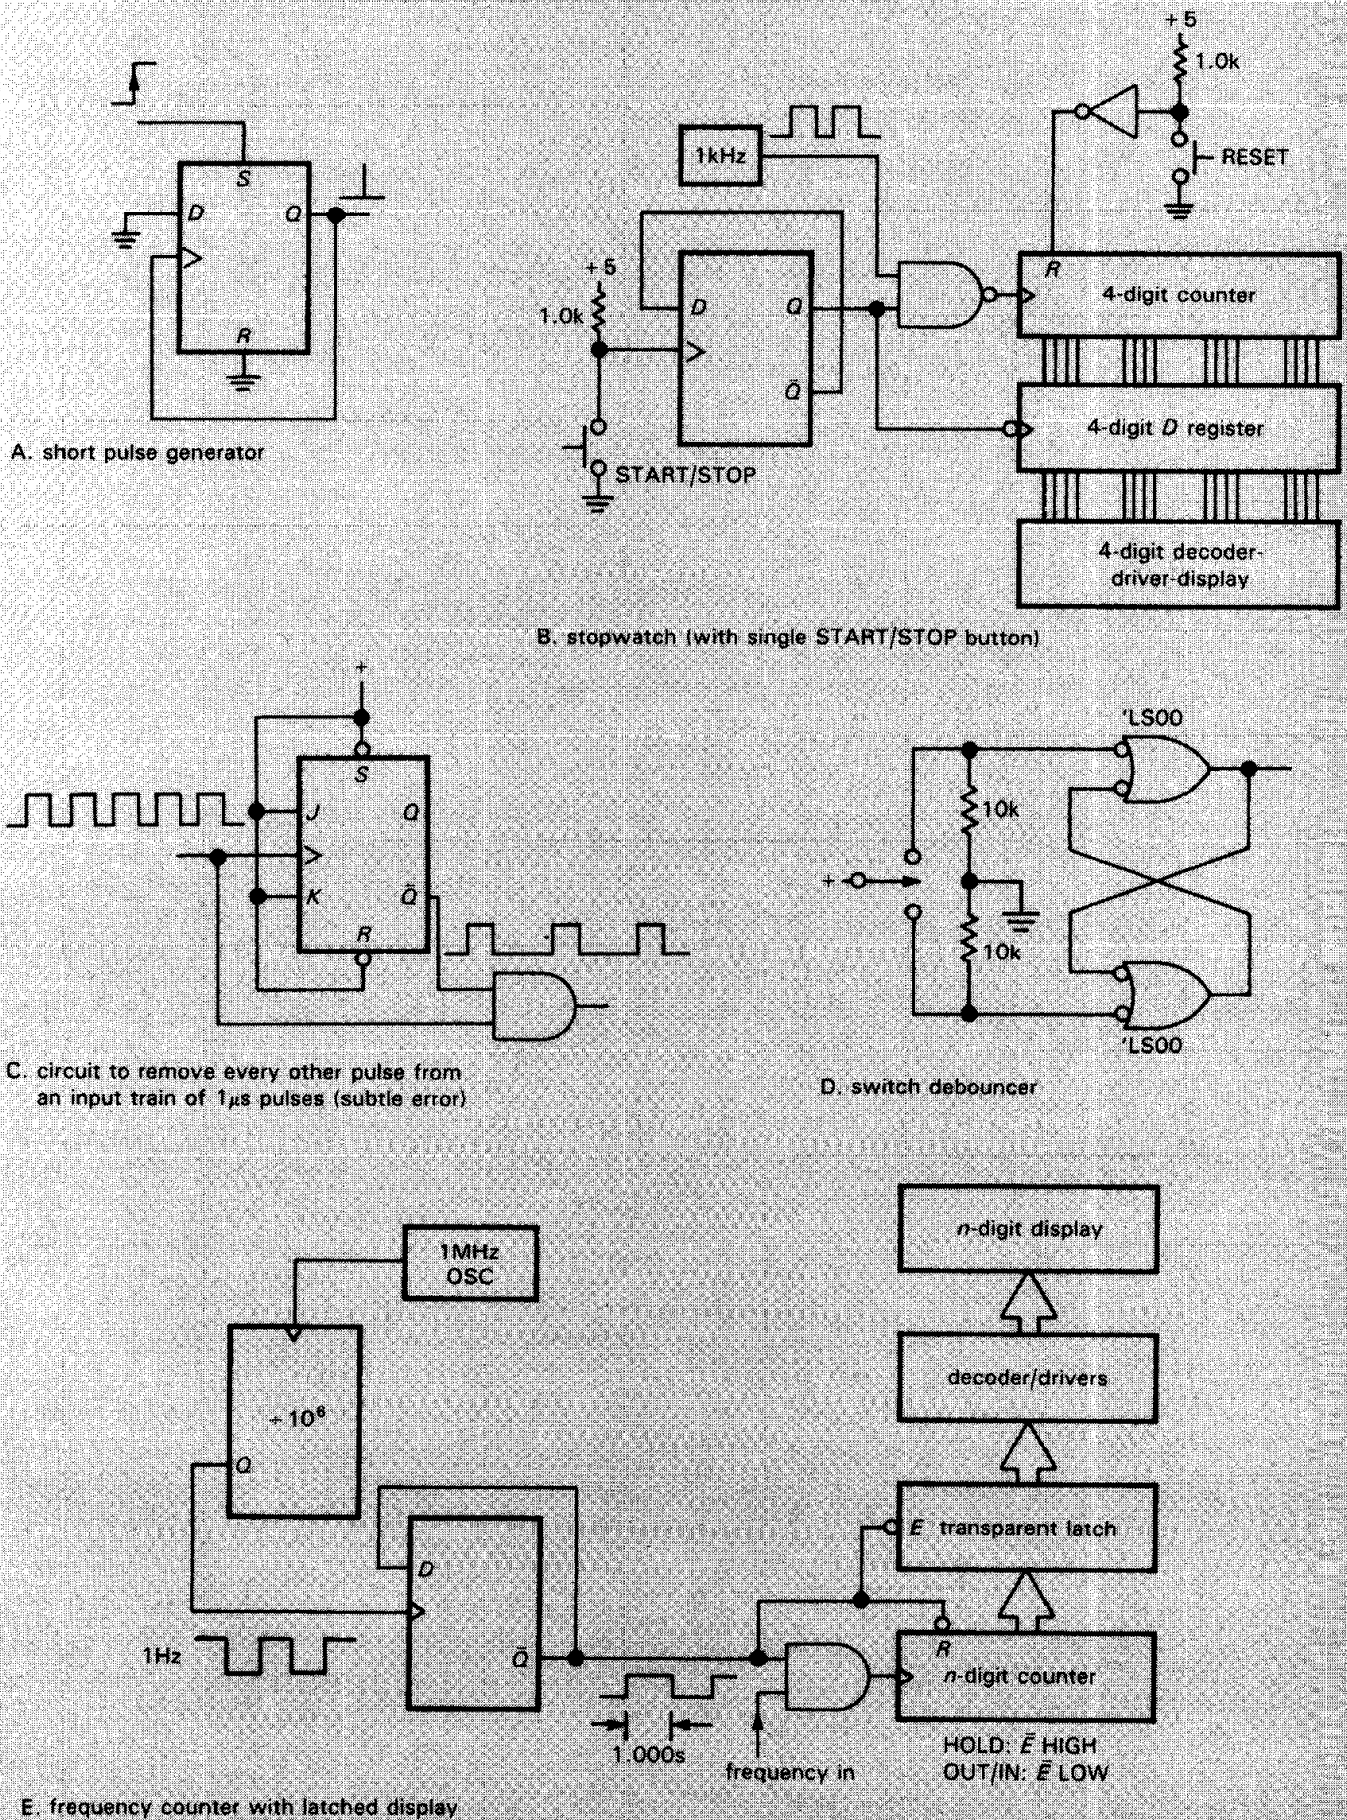 S
D
Q
R
A. short pulse generator
+5
1.0k
RESET
1kHz
+5
1.0k
D
Q
Q̄
START/STOP
R
4-digit counter
4-digit D register
4-digit decoder-
driver-display
B. stopwatch (with single START/STOP button)
+
S
J
Q
K
Q̄
R
C. circuit to remove every other pulse from
an input train of 1μs pulses (subtle error)
'LS00
10k
+
10k
'LS00
D. switch debouncer
1MHz
OSC
÷10⁶
Q
1Hz
D
Q̄
1.000s
frequency in
n-digit display
decoder/drivers
E transparent latch
R
n-digit counter
HOLD: Ē HIGH
OUT/IN: Ē LOW
E. frequency counter with latched display